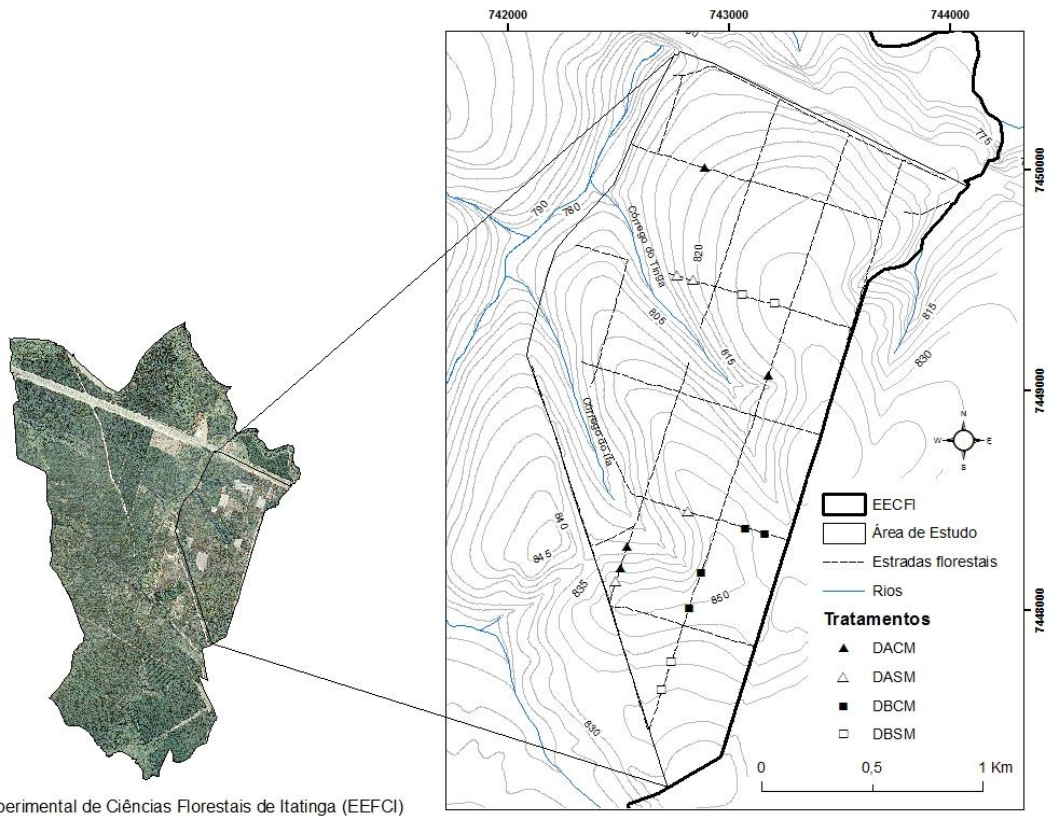 742000
743000
744000
7450000
7449000
7448000
775
790
780
820
Córrego do Tinga
805
815
815
830
Córrego do Ita
840
845
835
850
830
N
W
E
S
EECFI
Área de Estudo
Estradas florestais
Rios
Tratamentos
DACM
DASM
DBCM
DBSM
0
0,5
1 Km
perimental de Ciências Florestais de Itatinga (EEFCI)